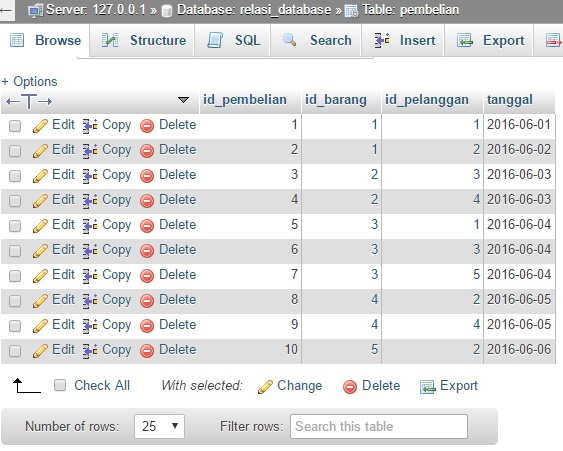 Server: 127.0.0.1 » Database: relasi_database » Table: pembelian
Browse Structure SQL Search Insert Export
+ Options
id_pembelian id_barang id_pelanggan tanggal
Edit Copy Delete 1 1 1 2016-06-01
Edit Copy Delete 2 1 2 2016-06-02
Edit Copy Delete 3 2 3 2016-06-03
Edit Copy Delete 4 2 4 2016-06-03
Edit Copy Delete 5 3 1 2016-06-04
Edit Copy Delete 6 3 3 2016-06-04
Edit Copy Delete 7 3 5 2016-06-04
Edit Copy Delete 8 4 2 2016-06-05
Edit Copy Delete 9 4 4 2016-06-05
Edit Copy Delete 10 5 2 2016-06-06
Check All With selected: Change Delete Export
Number of rows: 25 Filter rows: Search this table